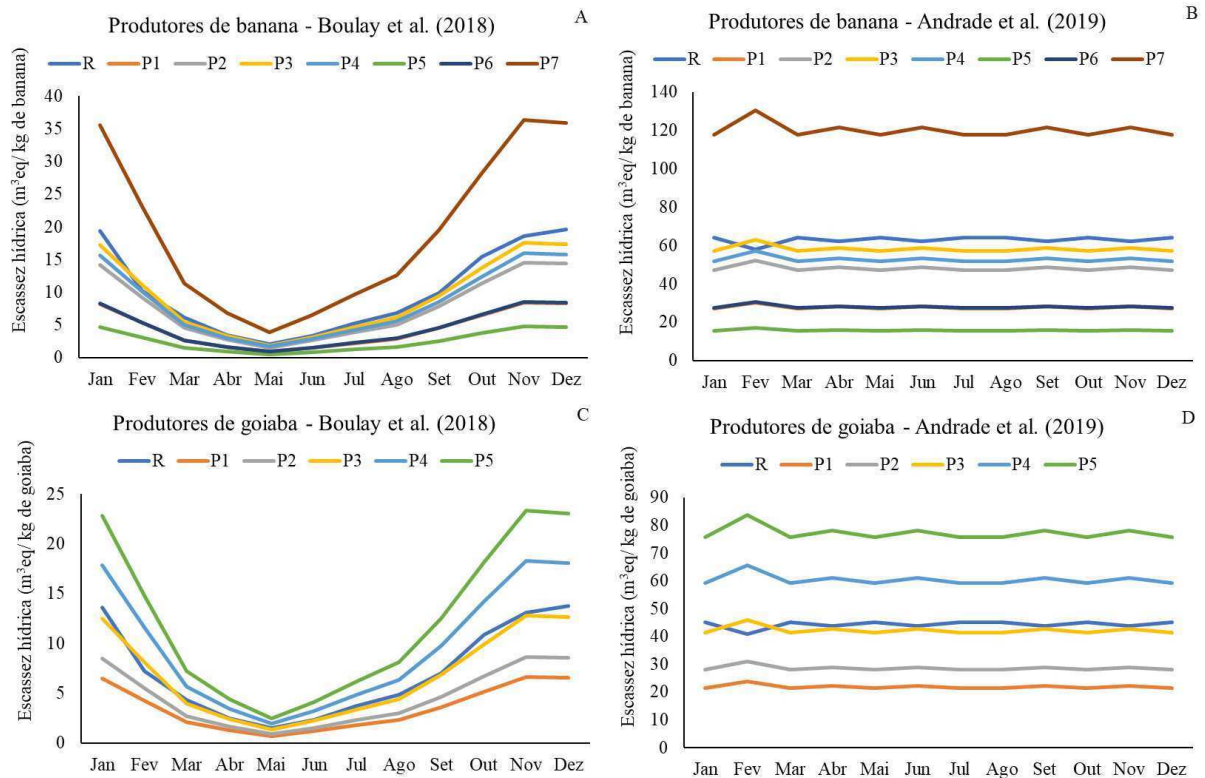 Produtores de banana - Boulay et al. (2018)
A
R P1 P2 P3 P4 P5 P6 P7
Escassez hídrica (m³eq/ kg de banana)
40
35
30
25
20
15
10
5
0
Jan Fev Mar Abr Mai Jun Jul Ago Set Out Nov Dez
Produtores de banana - Andrade et al. (2019)
B
R P1 P2 P3 P4 P5 P6 P7
Escassez hídrica (m³eq/ kg de banana)
140
120
100
80
60
40
20
0
Jan Fev Mar Abr Mai Jun Jul Ago Set Out Nov Dez
Produtores de goiaba - Boulay et al. (2018)
C
R P1 P2 P3 P4 P5
Escassez hídrica (m³eq/ kg de goiaba)
25
20
15
10
5
0
Jan Fev Mar Abr Mai Jun Jul Ago Set Out Nov Dez
Produtores de goiaba - Andrade et al. (2019)
D
R P1 P2 P3 P4 P5
Escassez hídrica (m³eq/ kg de goiaba)
90
80
70
60
50
40
30
20
10
0
Jan Fev Mar Abr Mai Jun Jul Ago Set Out Nov Dez